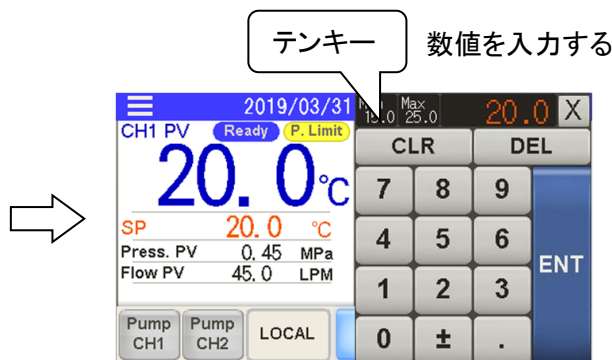 テンキー
数値を入力する
2019/03/31
Max
15.0 25.0
20.0 X
CH1 PV Ready P. Limit
20.0℃
SP 20.0 ℃
Press. PV 0.45 MPa
Flow PV 45.0 LPM
Pump CH1
Pump CH2
LOCAL
CLR DEL
7 8 9
4 5 6
ENT
1 2 3
0 ± .